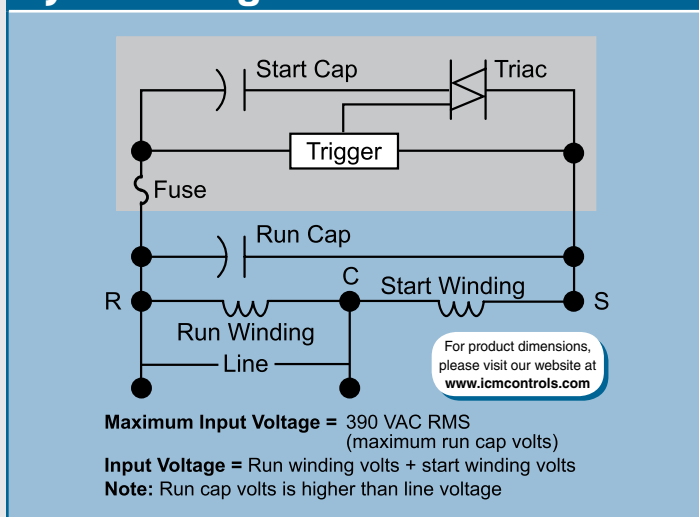 Start Cap
Triac
Trigger
Fuse
Run Cap
C
Start Winding
R
S
Run Winding
Line
For product dimensions,
please visit our website at
www.icmcontrols.com
Maximum Input Voltage = 390 VAC RMS
(maximum run cap volts)
Input Voltage = Run winding volts + start winding volts
Note: Run cap volts is higher than line voltage